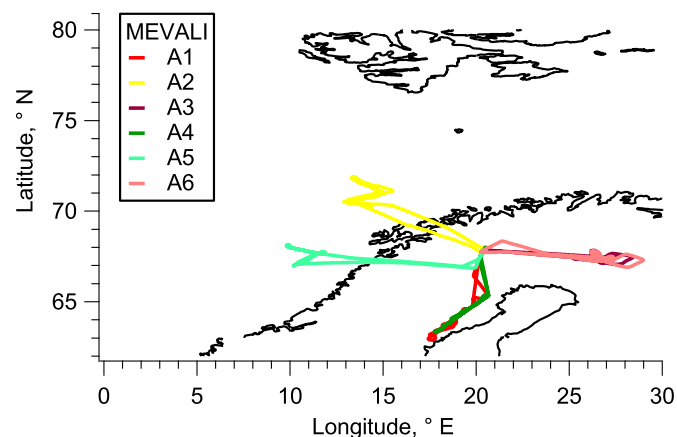 80
75
70
65
Latitude, ° N
MEVALI
A1
A2
A3
A4
A5
A6
0 5 10 15 20 25 30
Longitude, ° E